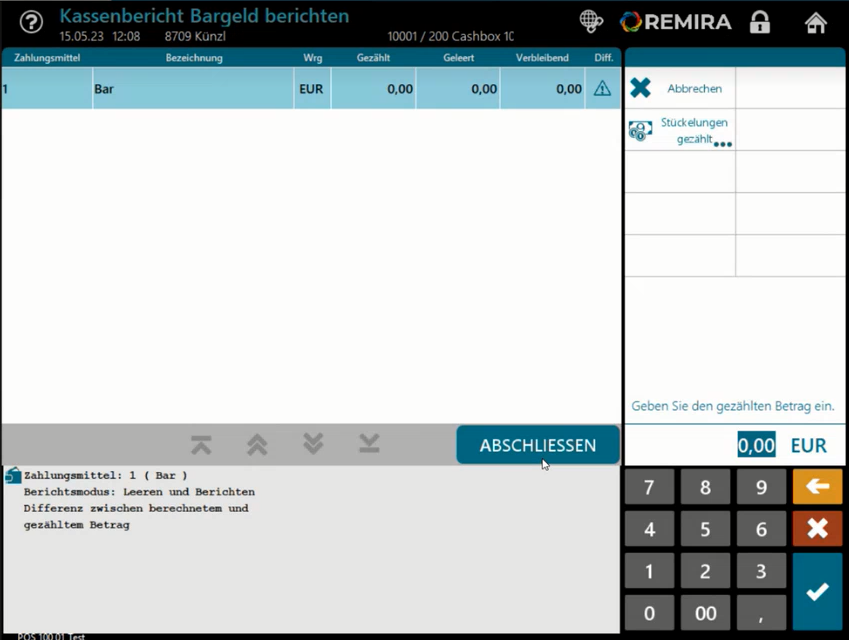 Kassenbericht Bargeld berichten
15.05.23 12:08 8709 Künzl 10001 / 200 Cashbox 10
REMIRA
Zahlungsmittel Bezeichnung Wrg Gezählt Geleert Verbleibend Diff.
1 Bar EUR 0,00 0,00 0,00
Abbrechen
Stückelungen
gezählt...
Geben Sie den gezählten Betrag ein.
ABSCHLIESSEN
0,00 EUR
Zahlungsmittel: 1 ( Bar )
Berichtsmodus: Leeren und Berichten
Differenz zwischen berechnetem und
gezähltem Betrag
7 8 9
4 5 6
1 2 3
0 00 ,
POS 100.01 Test